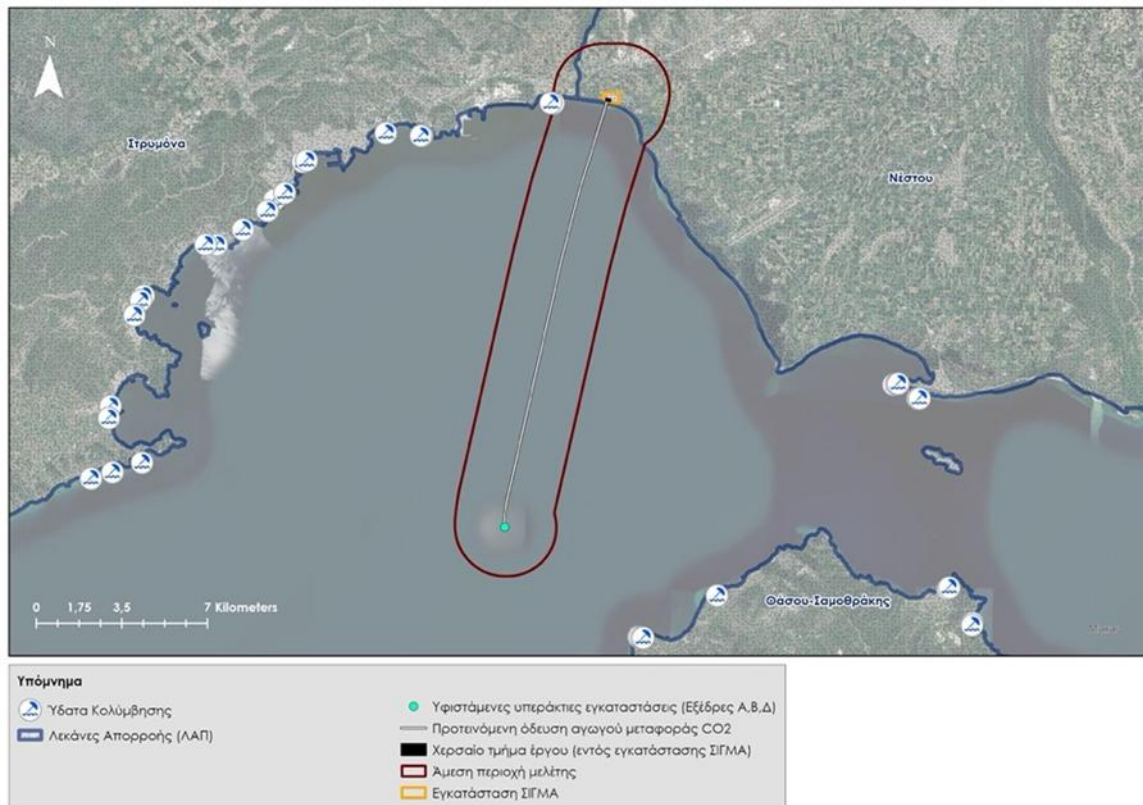 N
Στρυμόνα
Νέστου
Θάσου-Σαμοθράκης
0 1,75 3,5 7 Kilometers
Υπόμνημα
Ύδατα Κολύμβησης
Λεκάνες Απορροής (ΛΑΠ)
Υφιστάμενες υπεράκτιες εγκαταστάσεις (Εξέδρες Α,Β,Δ)
Προτινόμενη όδευση αγωγού μεταφοράς CO2
Χερσαίο τμήμα έργου (εντός εγκατάστασης ΣΙΓΜΑ)
Άμεση περιοχή μελέτης
Εγκατάσταση ΣΙΓΜΑ